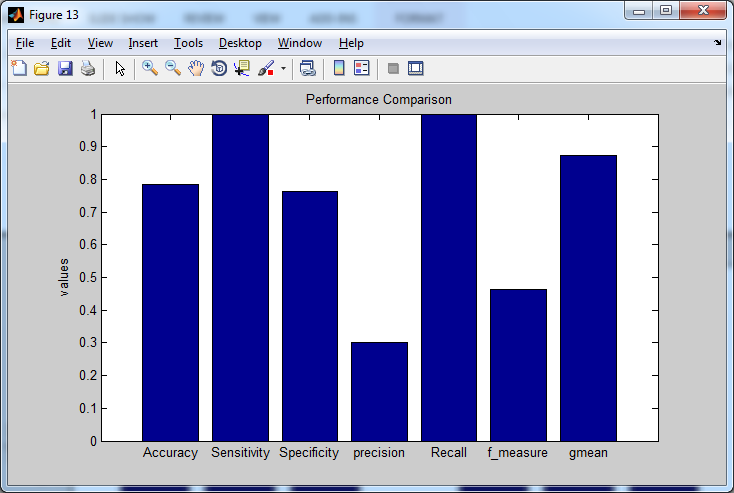 Figure 13
File Edit View Insert Tools Desktop Window Help
Performance Comparison
1
0.9
0.8
0.7
0.6
0.5
0.4
0.3
0.2
0.1
0
values
Accuracy Sensitivity Specificity precision Recall f_measure gmean